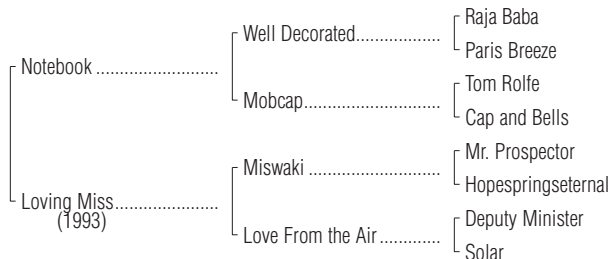 Raja Baba
Well Decorated..................
Paris Breeze
Notebook ..........................
Tom Rolfe
Mobcap.............................
Cap and Bells
Mr. Prospector
Miswaki ............................
Hopespringseternal
Loving Miss......................
(1993)
Deputy Minister
Love From the Air.............
Solar